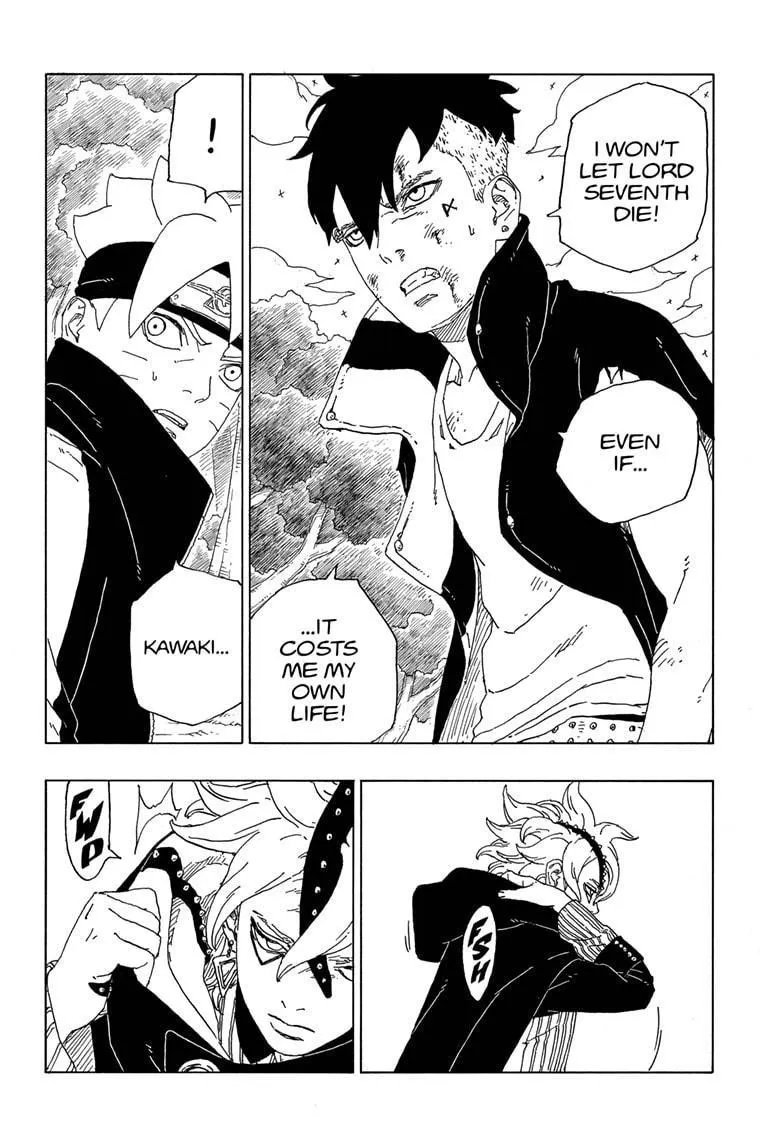 I WON'T
LET LORD
SEVENTH
DIE!
EVEN
IF...
...IT
COSTS
ME MY
OWN
LIFE!
!
KAWAKI...
FSH
FWP